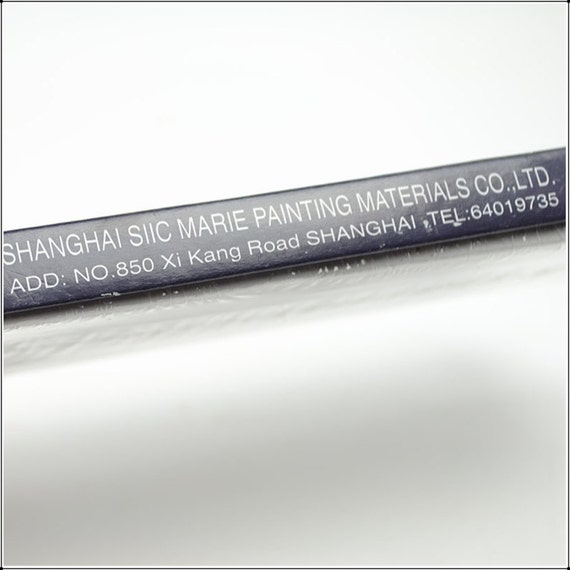 SHANGHAI SIIC MARIE PAINTING MATERIALS CO.,LTD.
ADD: NO.850 Xi Kang Road SHANGHAI TEL:64019735